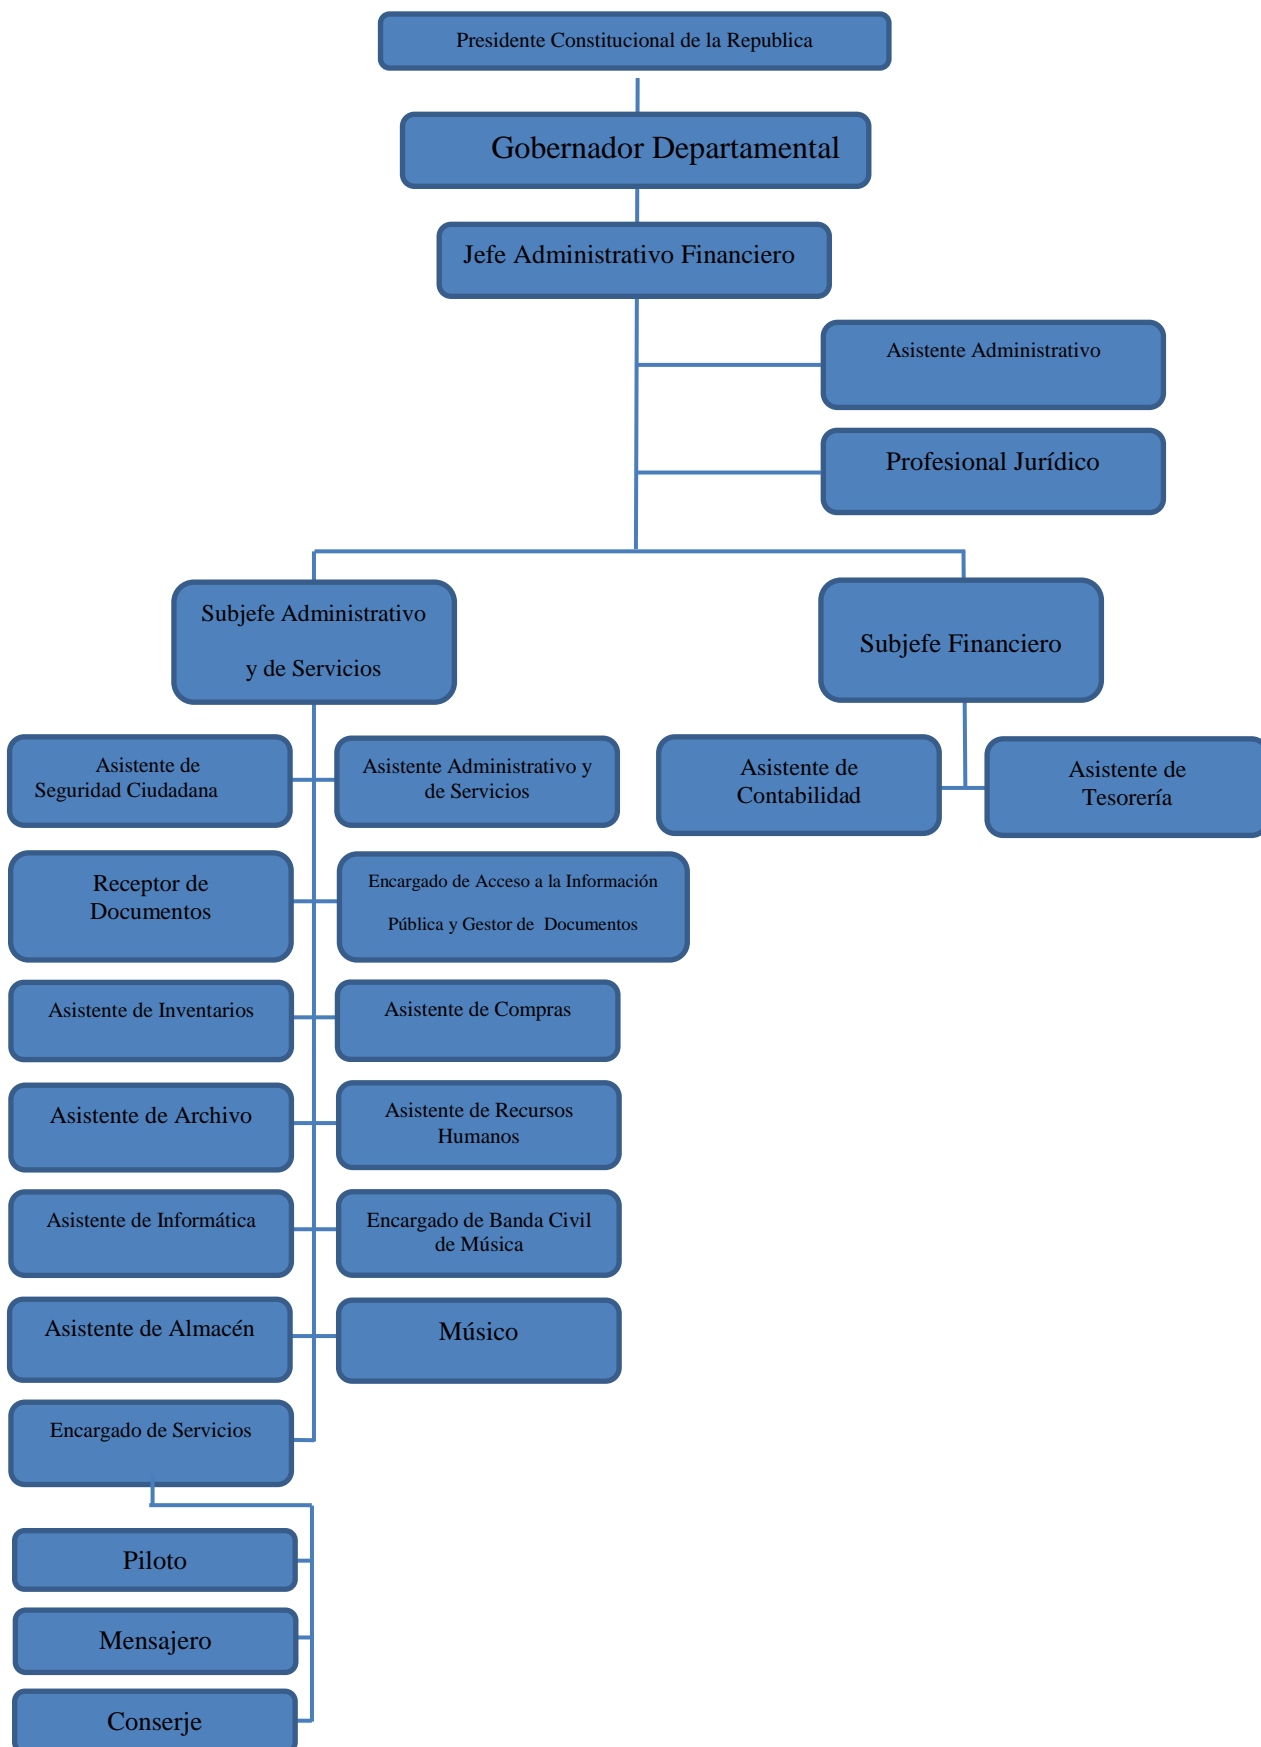 Presidente Constitucional de la Republica
Gobernador Departamental
Jefe Administrativo Financiero
Asistente Administrativo
Profesional Jurídico
Subjefe Administrativo
y de Servicios
Subjefe Financiero
Asistente de
Seguridad Ciudadana
Asistente Administrativo y
de Servicios
Asistente de
Contabilidad
Asistente de
Tesorería
Receptor de
Documentos
Encargado de Acceso a la Información
Pública y Gestor de Documentos
Asistente de Inventarios
Asistente de Compras
Asistente de Archivo
Asistente de Recursos
Humanos
Asistente de Informática
Encargado de Banda Civil
de Música
Asistente de Almacén
Músico
Encargado de Servicios
Piloto
Mensajero
Conserje